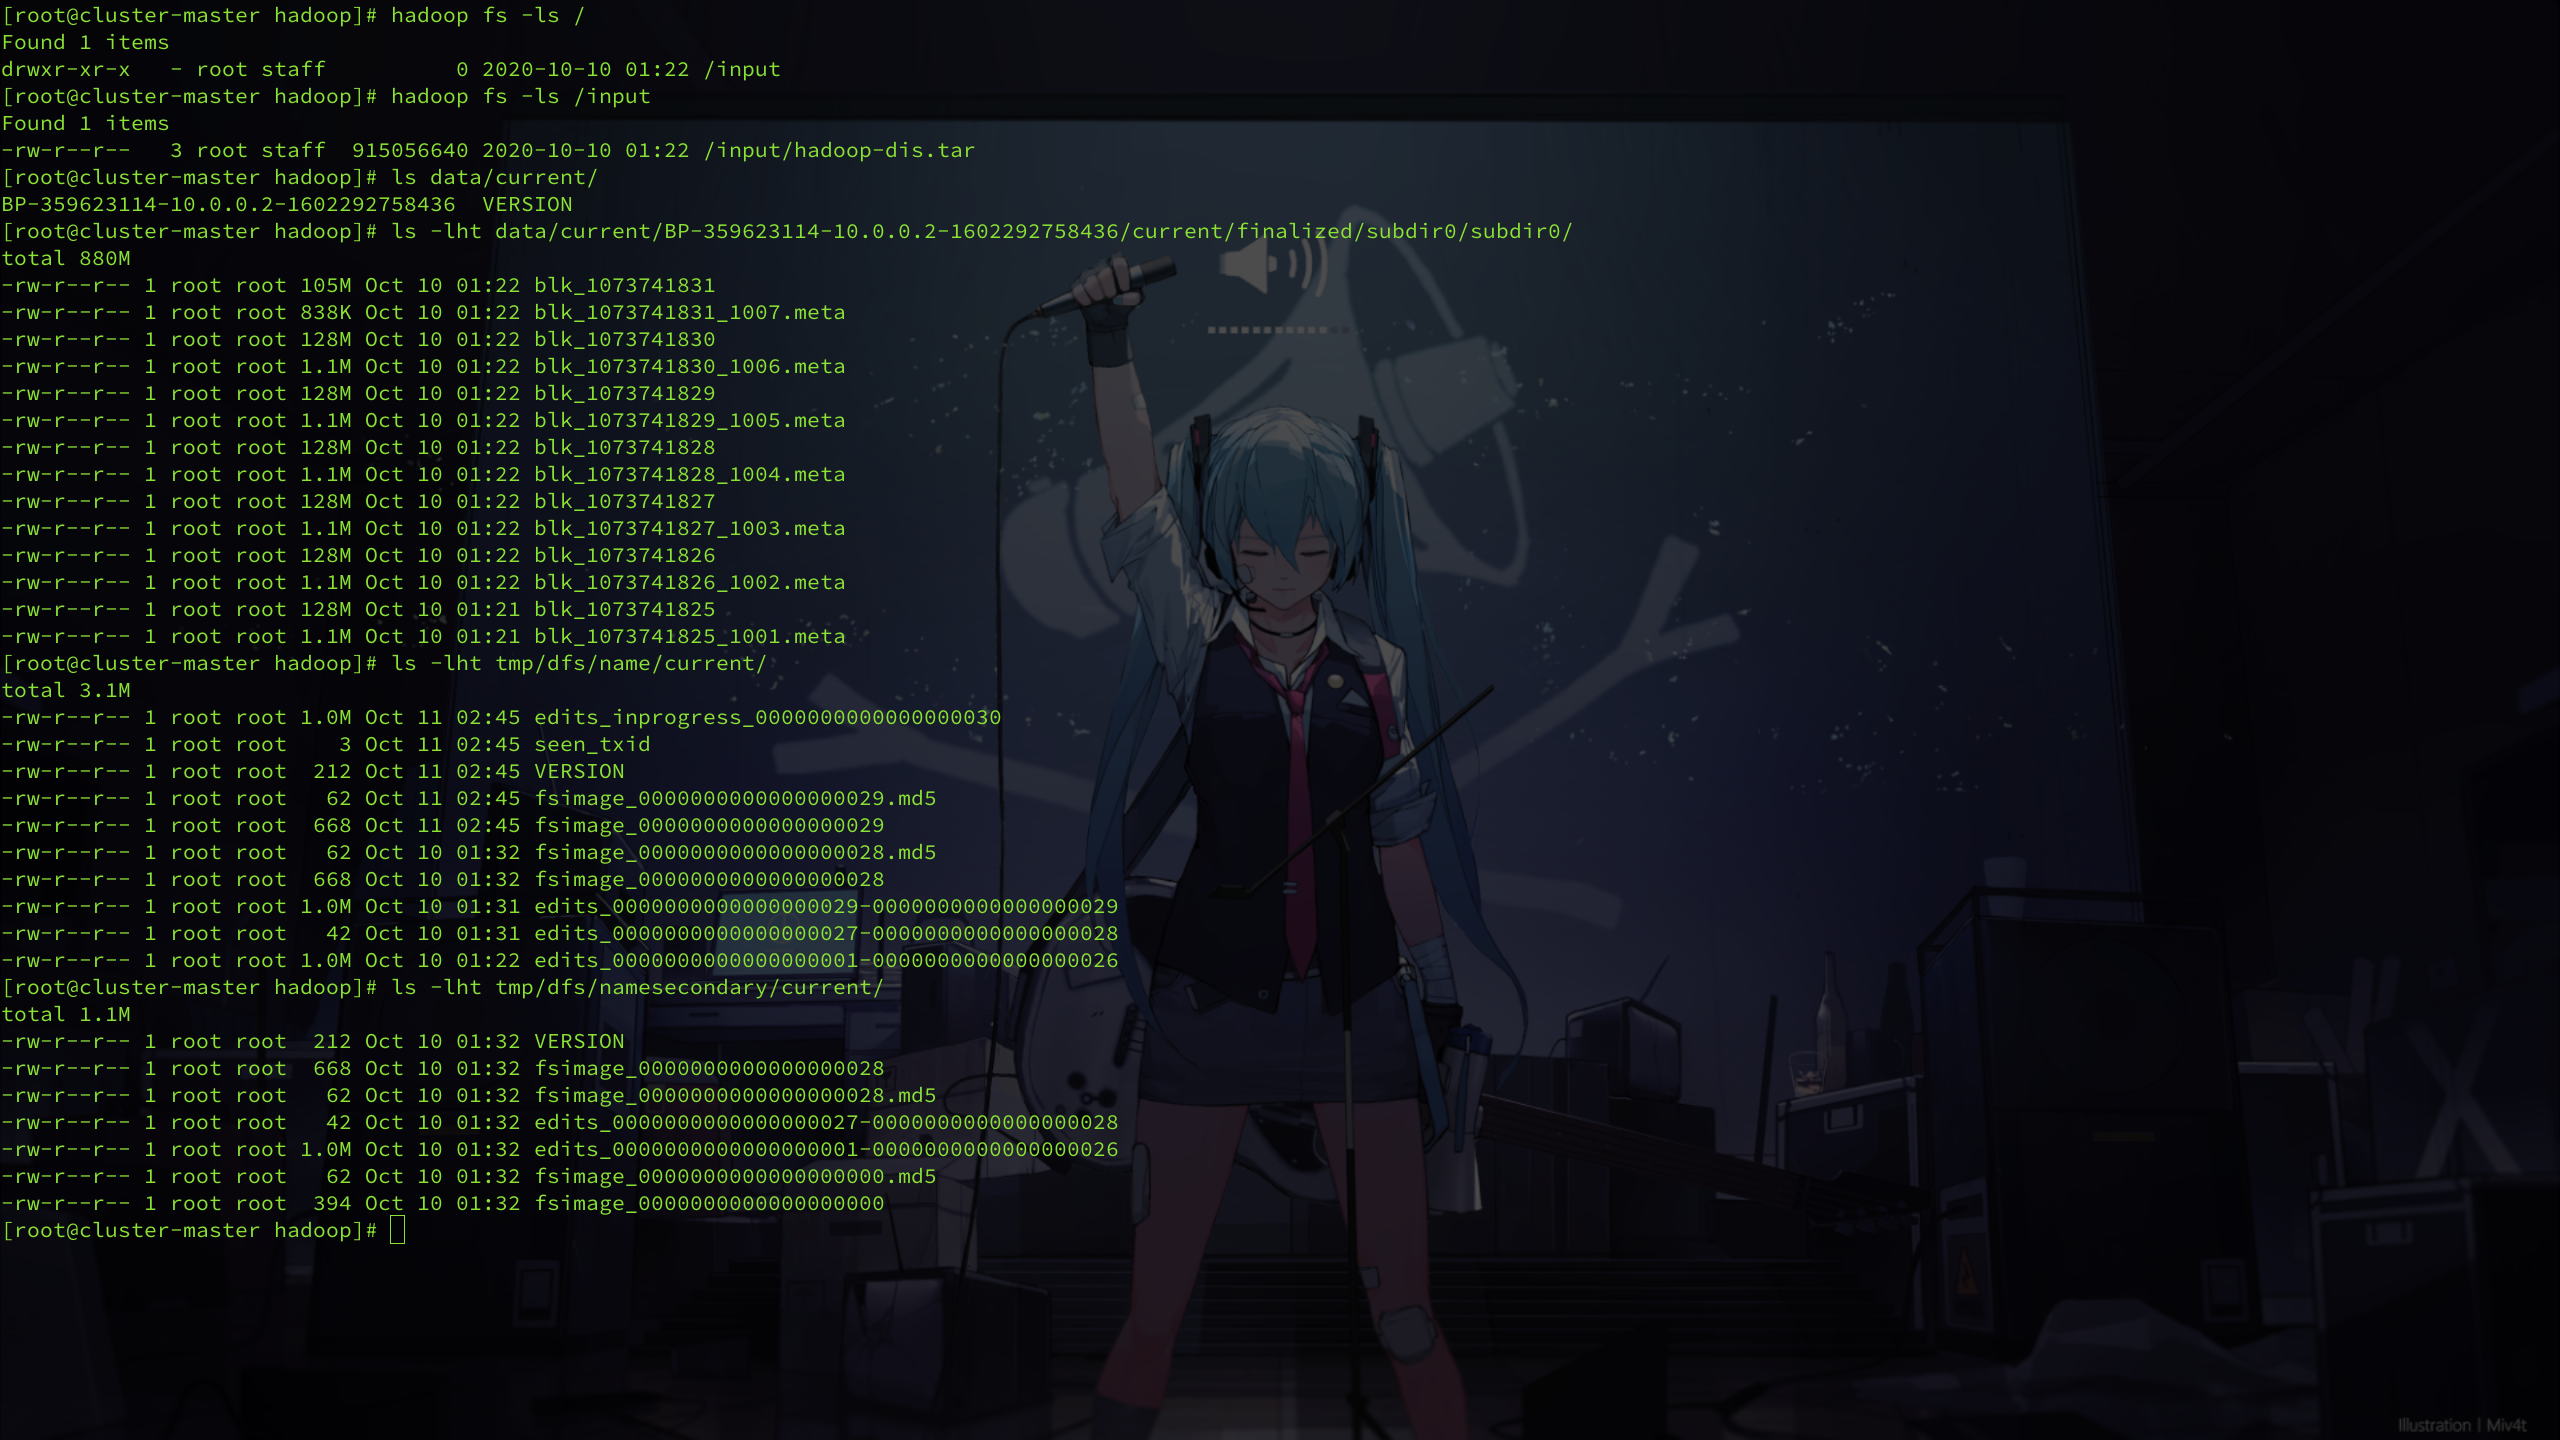 [root@cluster-master hadoop]# hadoop fs -ls /
Found 1 items
drwxr-xr-x   - root staff          0 2020-10-10 01:22 /input
[root@cluster-master hadoop]# hadoop fs -ls /input
Found 1 items
-rw-r--r--   3 root staff  915056640 2020-10-10 01:22 /input/hadoop-dis.tar
[root@cluster-master hadoop]# ls data/current/
BP-359623114-10.0.0.2-1602292758436  VERSION
[root@cluster-master hadoop]# ls -lht data/current/BP-359623114-10.0.0.2-1602292758436/current/finalized/subdir0/subdir0/
total 880M
-rw-r--r-- 1 root root 105M Oct 10 01:22 blk_1073741831
-rw-r--r-- 1 root root 838K Oct 10 01:22 blk_1073741831_1007.meta
-rw-r--r-- 1 root root 128M Oct 10 01:22 blk_1073741830
-rw-r--r-- 1 root root 1.1M Oct 10 01:22 blk_1073741830_1006.meta
-rw-r--r-- 1 root root 128M Oct 10 01:22 blk_1073741829
-rw-r--r-- 1 root root 1.1M Oct 10 01:22 blk_1073741829_1005.meta
-rw-r--r-- 1 root root 128M Oct 10 01:22 blk_1073741828
-rw-r--r-- 1 root root 1.1M Oct 10 01:22 blk_1073741828_1004.meta
-rw-r--r-- 1 root root 128M Oct 10 01:22 blk_1073741827
-rw-r--r-- 1 root root 1.1M Oct 10 01:22 blk_1073741827_1003.meta
-rw-r--r-- 1 root root 128M Oct 10 01:22 blk_1073741826
-rw-r--r-- 1 root root 1.1M Oct 10 01:22 blk_1073741826_1002.meta
-rw-r--r-- 1 root root 128M Oct 10 01:21 blk_1073741825
-rw-r--r-- 1 root root 1.1M Oct 10 01:21 blk_1073741825_1001.meta
[root@cluster-master hadoop]# ls -lht tmp/dfs/name/current/
total 3.1M
-rw-r--r-- 1 root root 1.0M Oct 11 02:45 edits_inprogress_0000000000000000030
-rw-r--r-- 1 root root    3 Oct 11 02:45 seen_txid
-rw-r--r-- 1 root root  212 Oct 11 02:45 VERSION
-rw-r--r-- 1 root root   62 Oct 11 02:45 fsimage_0000000000000000029.md5
-rw-r--r-- 1 root root  668 Oct 11 02:45 fsimage_0000000000000000029
-rw-r--r-- 1 root root   62 Oct 10 01:32 fsimage_0000000000000000028.md5
-rw-r--r-- 1 root root  668 Oct 10 01:32 fsimage_0000000000000000028
-rw-r--r-- 1 root root 1.0M Oct 10 01:31 edits_0000000000000000029-0000000000000000029
-rw-r--r-- 1 root root   42 Oct 10 01:31 edits_0000000000000000027-0000000000000000028
-rw-r--r-- 1 root root 1.0M Oct 10 01:22 edits_0000000000000000001-0000000000000000026
[root@cluster-master hadoop]# ls -lht tmp/dfs/namesecondary/current/
total 1.1M
-rw-r--r-- 1 root root  212 Oct 10 01:32 VERSION
-rw-r--r-- 1 root root  668 Oct 10 01:32 fsimage_0000000000000000028
-rw-r--r-- 1 root root   62 Oct 10 01:32 fsimage_0000000000000000028.md5
-rw-r--r-- 1 root root   42 Oct 10 01:32 edits_0000000000000000027-0000000000000000028
-rw-r--r-- 1 root root 1.0M Oct 10 01:32 edits_0000000000000000001-0000000000000000026
-rw-r--r-- 1 root root   62 Oct 10 01:32 fsimage_0000000000000000000.md5
-rw-r--r-- 1 root root  394 Oct 10 01:32 fsimage_0000000000000000000
[root@cluster-master hadoop]#
Illustration | Miv4t